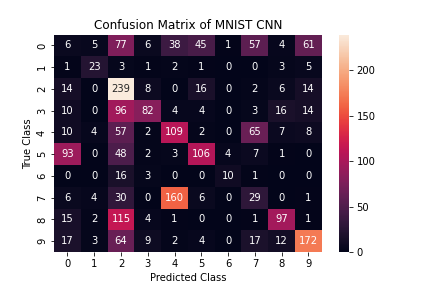 Confusion Matrix of MNIST CNN
True Class
0 6 5 77 6 38 45 1 57 4 61
1 1 23 3 1 2 1 0 0 3 5
2 14 0 239 8 0 16 0 2 6 14
3 10 0 96 82 4 4 0 3 16 14
4 10 4 57 2 109 2 0 65 7 8
5 93 0 48 2 3 106 4 7 1 0
6 0 0 16 3 0 0 10 1 0 0
7 6 4 30 0 160 6 0 29 0 1
8 15 2 115 4 1 0 0 1 97 1
9 17 3 64 9 2 4 0 17 12 172
0 1 2 3 4 5 6 7 8 9
Predicted Class
200
150
100
50
0